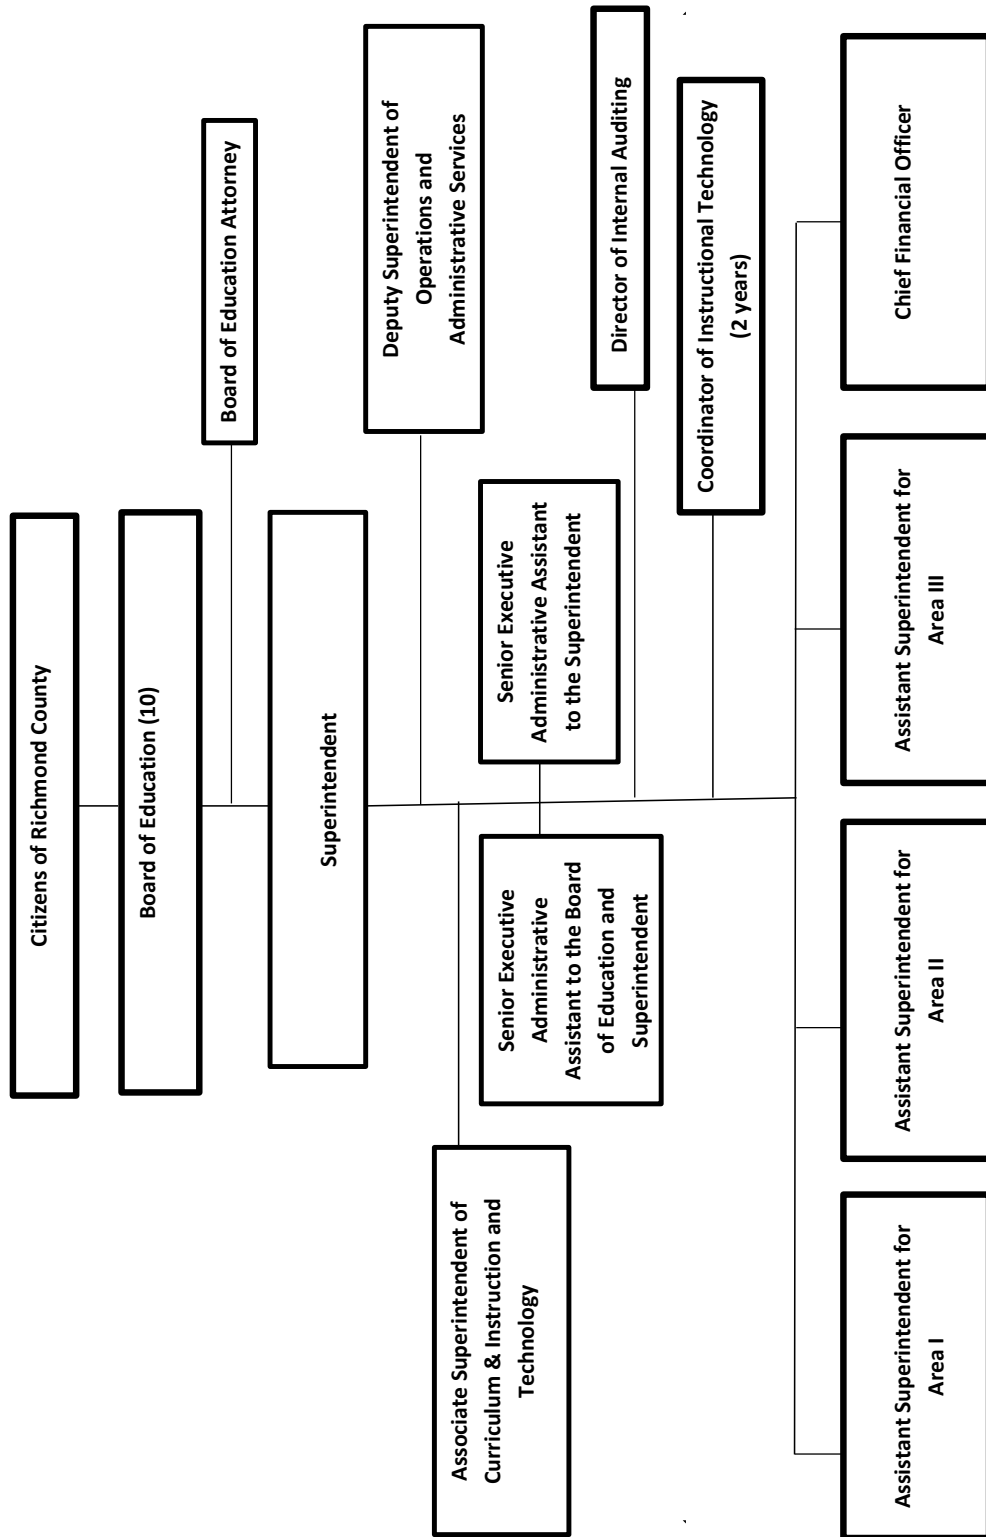 Citizens of Richmond County
Board of Education (10)
Board of Education Attorney
Superintendent
Deputy Superintendent of
Operations and
Administrative Services
Associate Superintendent of
Curriculum & Instruction and
Technology
Senior Executive
Administrative
Assistant to the Board
of Education and
Superintendent
Senior Executive
Administrative Assistant
to the Superintendent
Director of Internal Auditing
Coordinator of Instructional Technology
(2 years)
Assistant Superintendent for
Area I
Assistant Superintendent for
Area II
Assistant Superintendent for
Area III
Chief Financial Officer